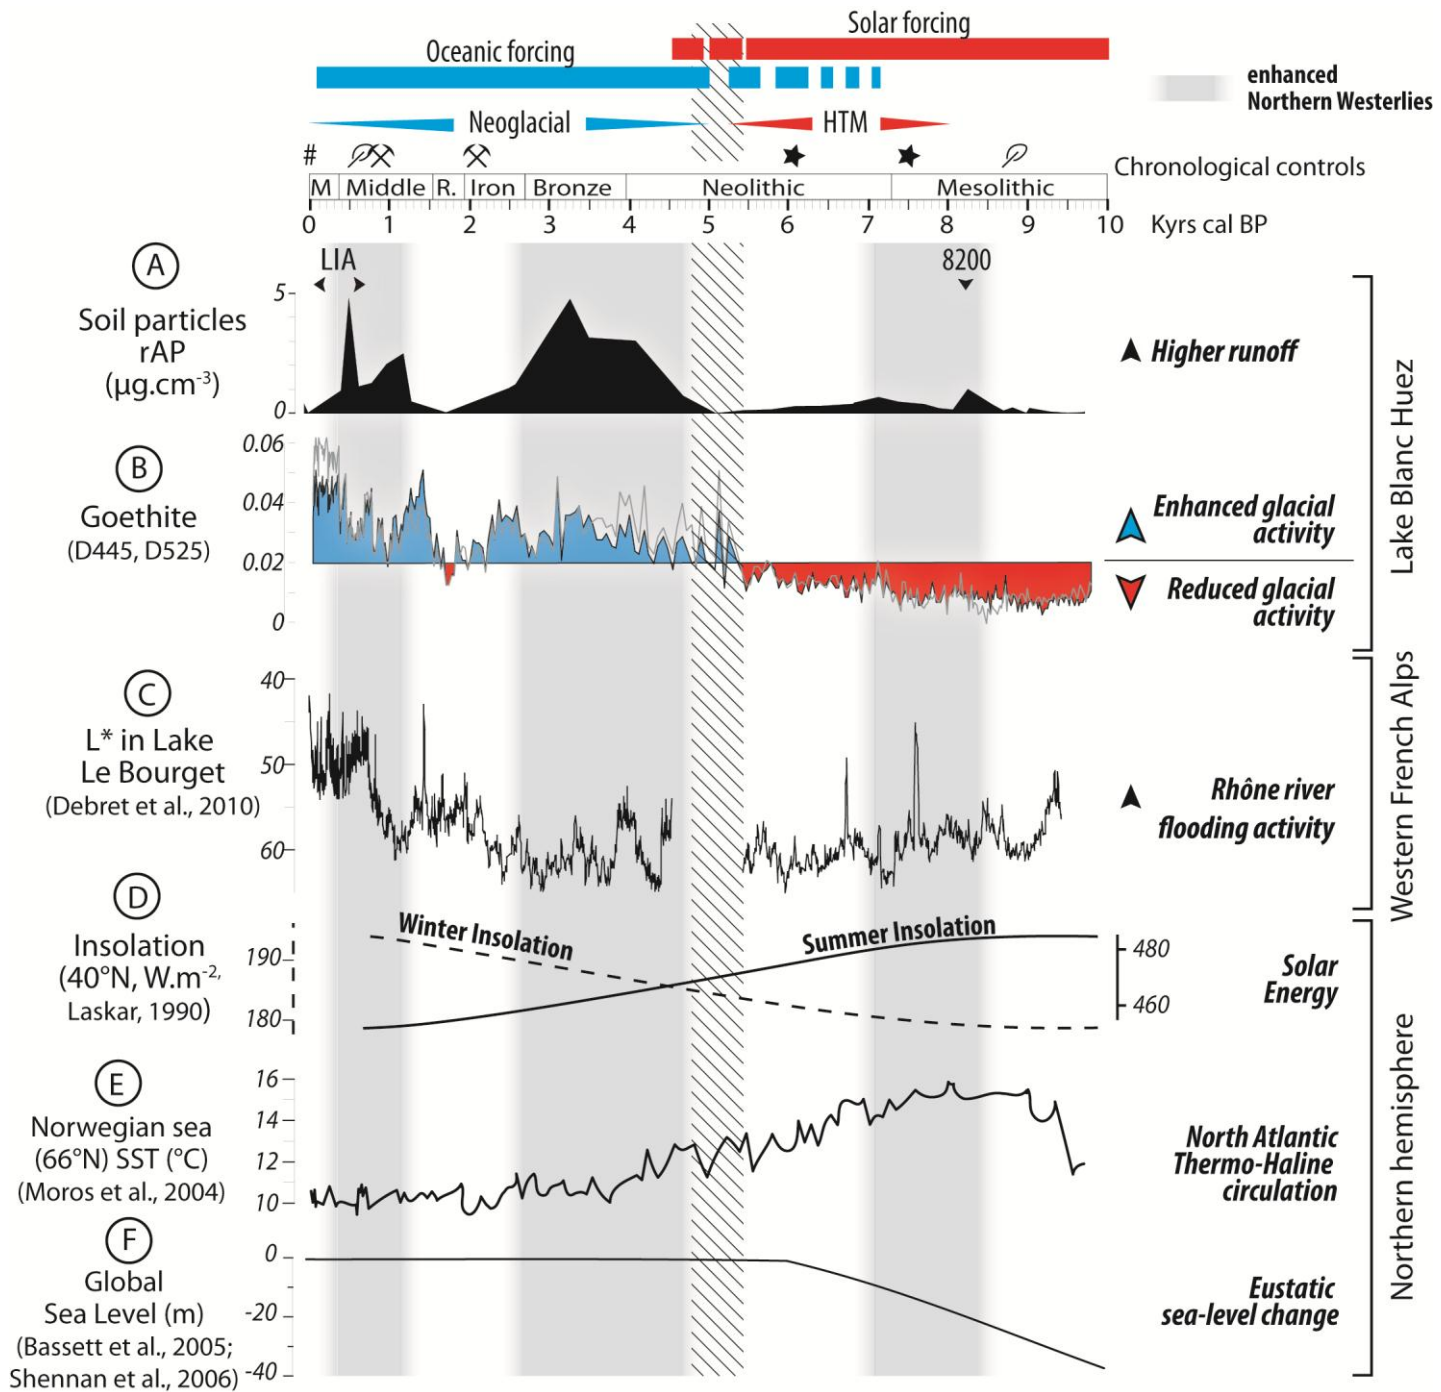 Solar forcing
Oceanic forcing
enhanced
Northern Westerlies
Neoglacial
HTM
#
Chronological controls
M Middle R. Iron Bronze Neolithic Mesolithic
0 1 2 3 4 5 6 7 8 9 10 Kyrs cal BP
A
LIA
8200
Soil particles
rAP
(µg.cm-3)
5
0
Higher runoff
B
Goethite
(D445, D525)
0.06
0.04
0.02
0
Enhanced glacial
activity
Reduced glacial
activity
Lake Blanc Huez
C
L* in Lake
Le Bourget
(Debret et al., 2010)
40
50
60
Rhône river
flooding activity
Western French Alps
D
Insolation
(40°N, W.m-2,
Laskar, 1990)
190
180
Winter Insolation
Summer Insolation
480
460
Solar
Energy
E
Norwegian sea
(66°N) SST (°C)
(Moros et al., 2004)
16
14
12
10
North Atlantic
Thermo-Haline
circulation
F
Global
Sea Level (m)
(Bassett et al., 2005;
Shennan et al., 2006)
0
-20
-40
Eustatic
sea-level change
Northern hemisphere